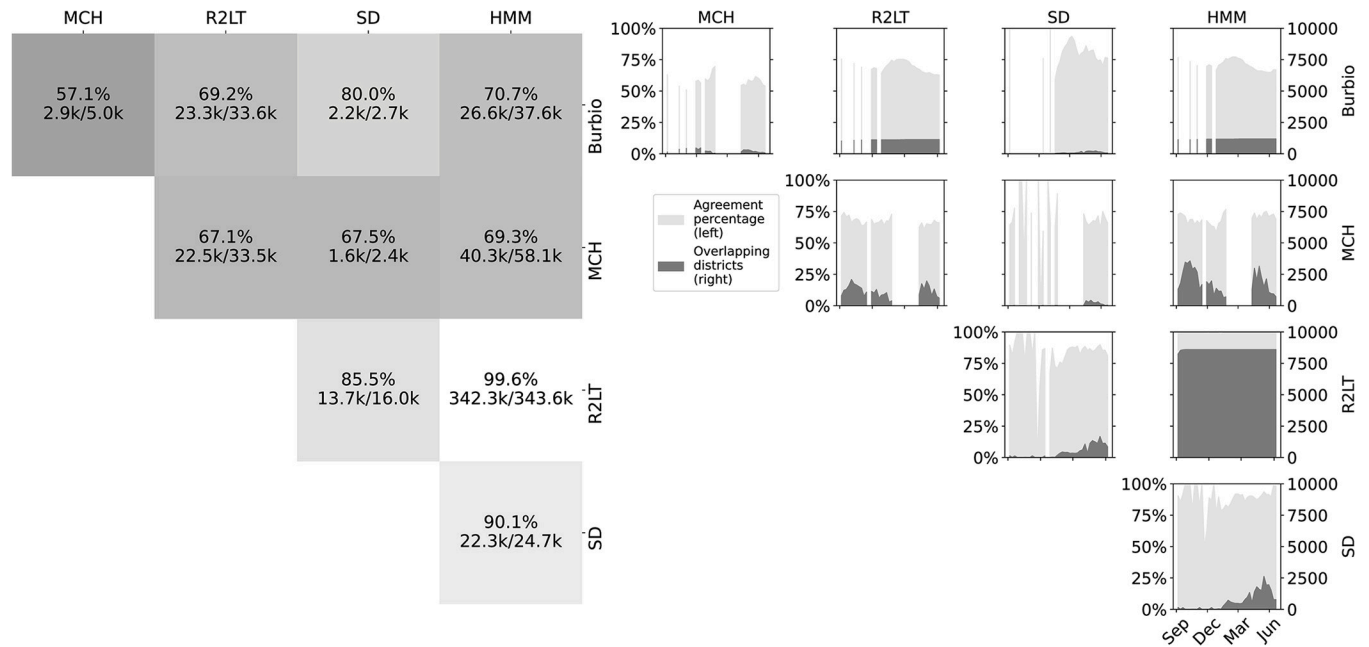 MCH R2LT SD HMM
57.1%
2.9k/5.0k
69.2%
23.3k/33.6k
80.0%
2.2k/2.7k
70.7%
26.6k/37.6k
Burbio
67.1%
22.5k/33.5k
67.5%
1.6k/2.4k
69.3%
40.3k/58.1k
MCH
85.5%
13.7k/16.0k
99.6%
342.3k/343.6k
R2LT
90.1%
22.3k/24.7k
SD
MCH R2LT SD HMM
100%
75%
50%
25%
0%
10000
7500
5000
2500
0
Burbio
Agreement
percentage
(left)
Overlapping
districts
(right)
100%
75%
50%
25%
0%
10000
7500
5000
2500
0
MCH
100%
75%
50%
25%
0%
10000
7500
5000
2500
0
R2LT
100%
75%
50%
25%
0%
10000
7500
5000
2500
0
SD
Sep Dec Mar Jun